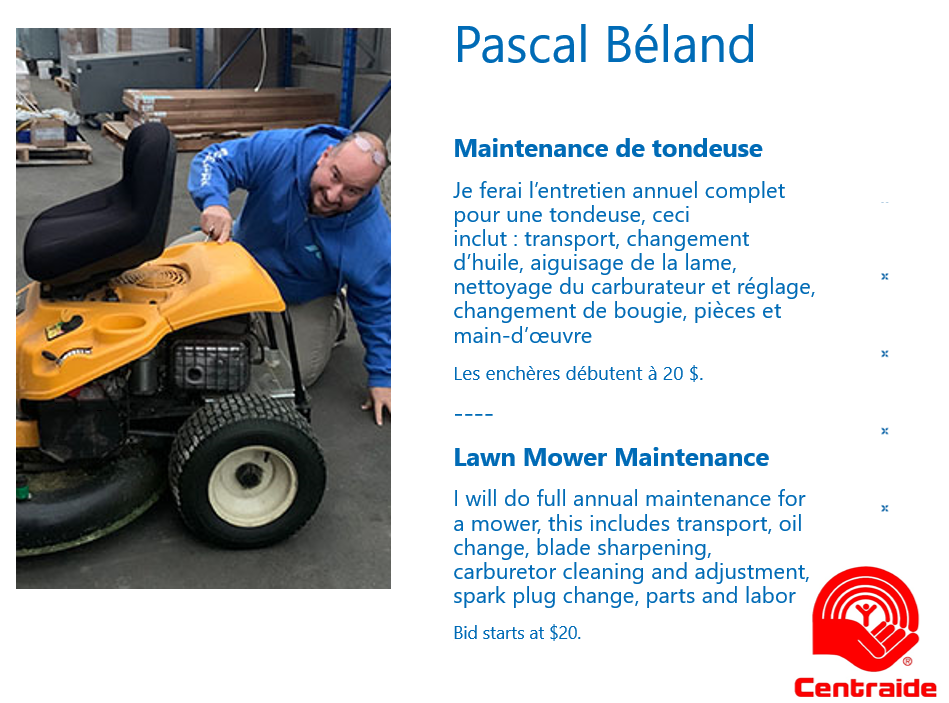 Pascal Béland
Maintenance de tondeuse
Je ferai l’entretien annuel complet
pour une tondeuse, ceci
inclut : transport, changement
d’huile, aiguisage de la lame,
nettoyage du carburateur et réglage,
changement de bougie, pièces et
main-d’œuvre
Les enchères débutent à 20 $.
----
Lawn Mower Maintenance
I will do full annual maintenance for
a mower, this includes transport, oil
change, blade sharpening,
carburetor cleaning and adjustment,
spark plug change, parts and labor
Bid starts at $20.
®
Centraide